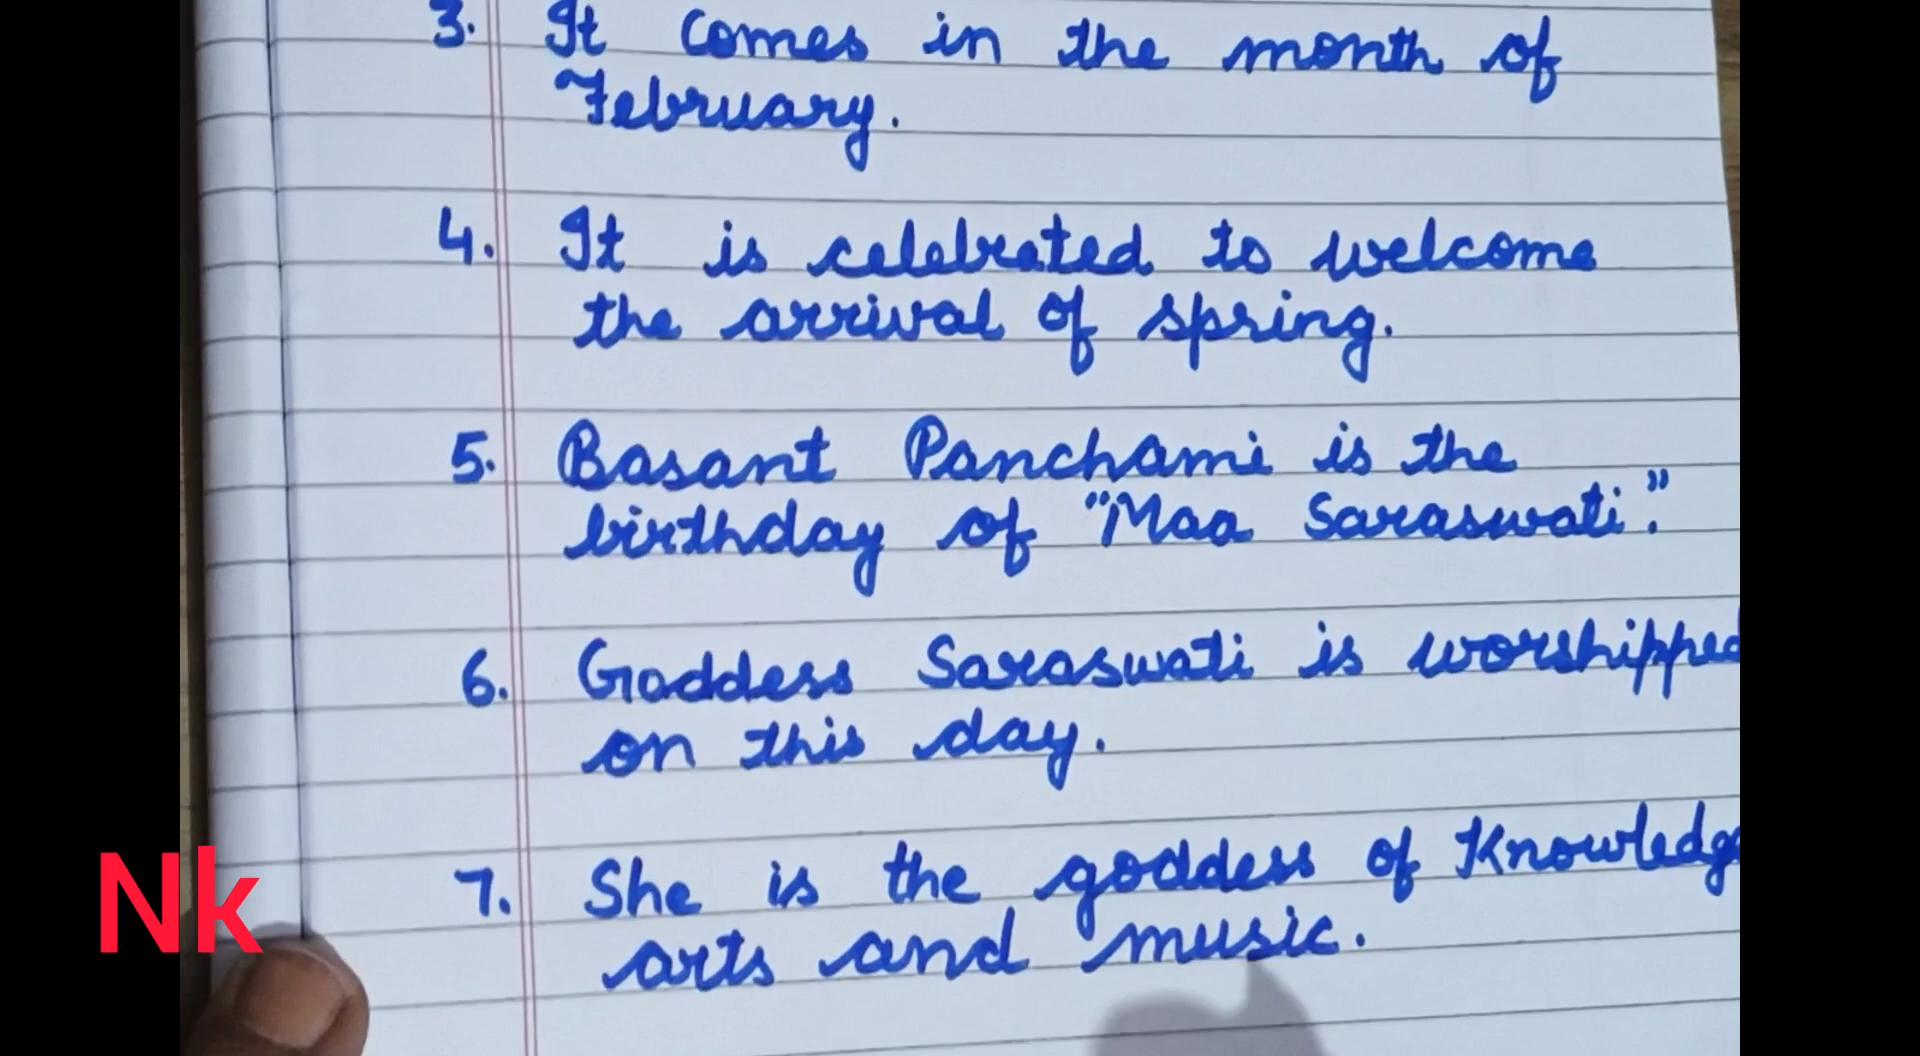 3. It comes in the month of
February.
4. It is celebrated to welcome
the arrival of spring.
5. Basant Panchami is the
birthday of "Maa Saraswati".
6. Goddess Saraswati is worshipped
on this day.
7. She is the goddess of Knowledge
arts and music.
Nk